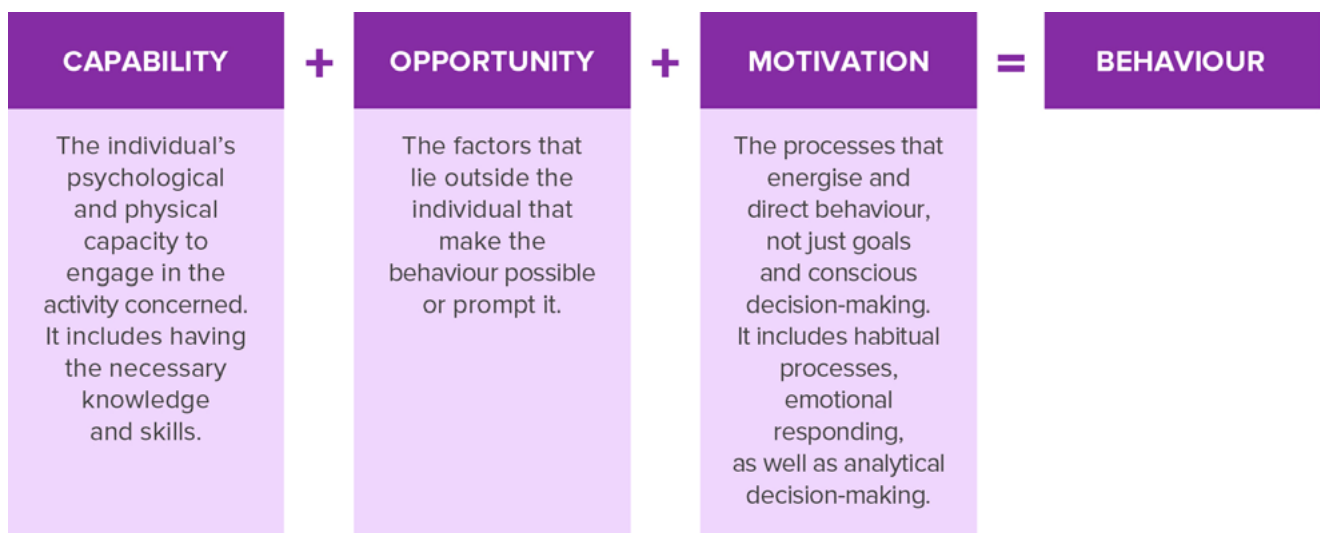 CAPABILITY + OPPORTUNITY + MOTIVATION = BEHAVIOUR
The individual’s
psychological
and physical
capacity to
engage in the
activity concerned.
It includes having
the necessary
knowledge
and skills.
The factors that
lie outside the
individual that
make the
behaviour possible
or prompt it.
The processes that
energise and
direct behaviour,
not just goals
and conscious
decision-making.
It includes habitual
processes,
emotional
responding,
as well as analytical
decision-making.